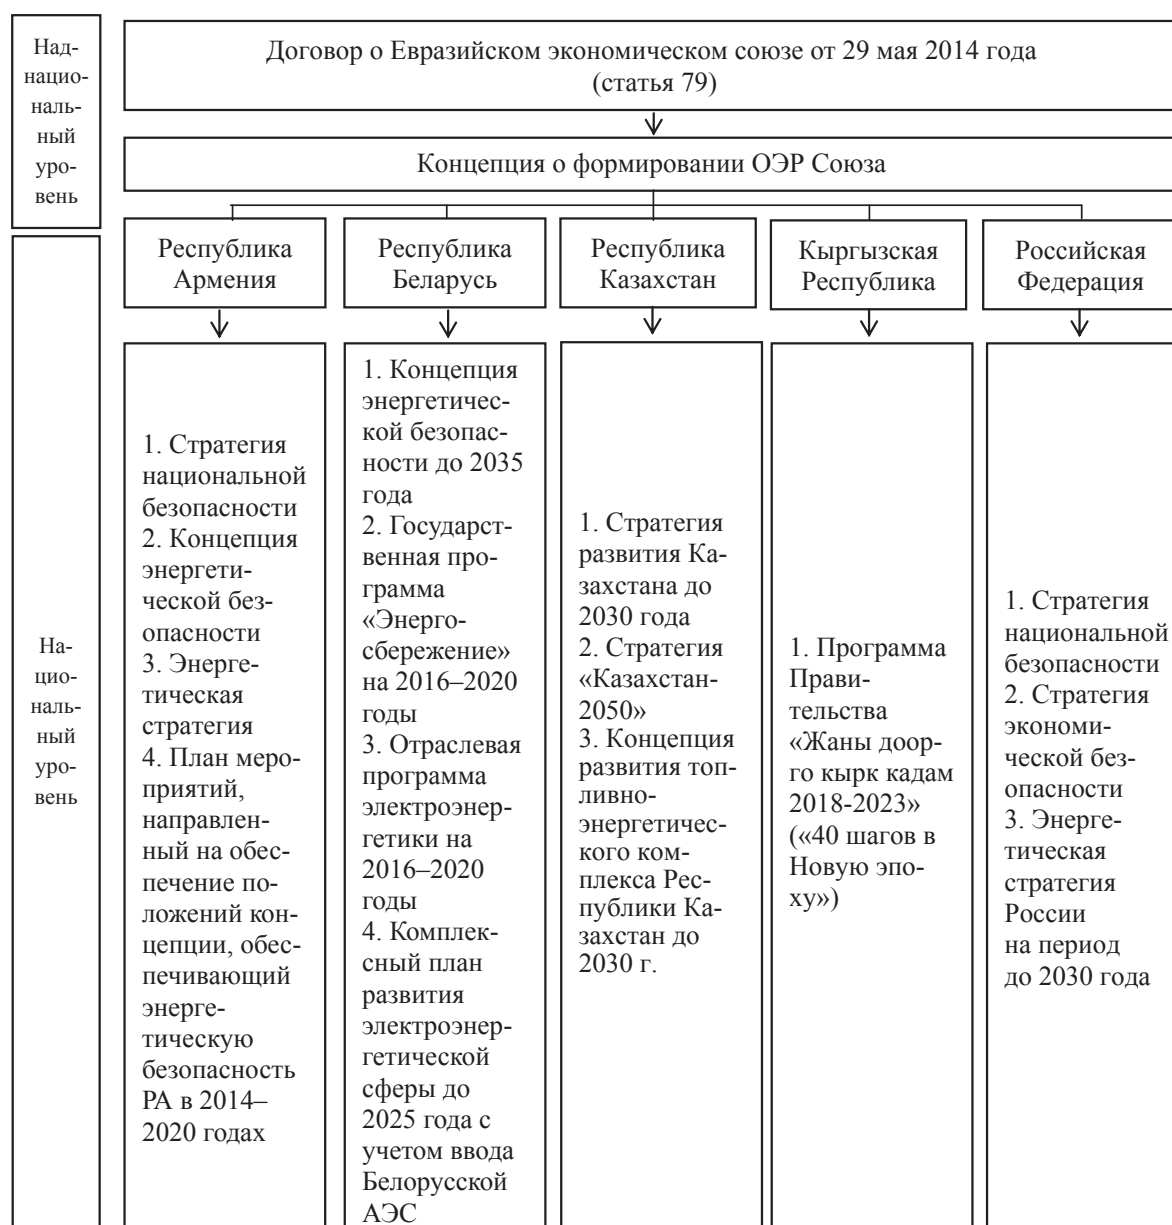 Над-
нацио-
наль-
ный
уро-
вень
Договор о Евразийском экономическом союзе от 29 мая 2014 года
(статья 79)
Концепция о формировании ОЭР Союза
На-
цио-
наль-
ный
уро-
вень
Республика
Армения
Республика
Беларусь
Республика
Казахстан
Кыргызская
Республика
Российская
Федерация
1. Стратегия
национальной
безопасности
2. Концепция
энергети-
ческой без-
опасности
3. Энерге-
тическая
стратегия
4. План меро-
приятий,
направлен-
ный на обес-
печение по-
ложений кон-
цепции, обес-
печивающий
энерге-
тическую
безопасность
РА в 2014–
2020 годах
1. Концепция
энергетичес-
кой безопас-
ности до 2035
года
2. Государст-
венная про-
грамма
«Энерго-
сбережение»
на 2016–2020
годы
3. Отраслевая
программа
электроэнер-
гетики на
2016–2020
годы
4. Комплек-
сный план
развития
электроэнер-
гетической
сферы до
2025 года с
учетом ввода
Белорусской
АЭС
1. Стратегия
развития Ка-
захстана до
2030 года
2. Стратегия
«Казахстан-
2050»
3. Концепция
развития топ-
ливно-
энергетичес-
кого ком-
плекса Рес-
публики Ка-
захстан до
2030 г.
1. Программа
Прави-
тельства
«Жаны доор-
го кырк кадам
2018-2023»
(«40 шагов в
Новую эпо-
ху»)
1. Стратегия
национальной
безопасности
2. Стратегия
экономи-
ческой без-
опасности
3. Энерге-
тическая
стратегия
России
на период
до 2030 года